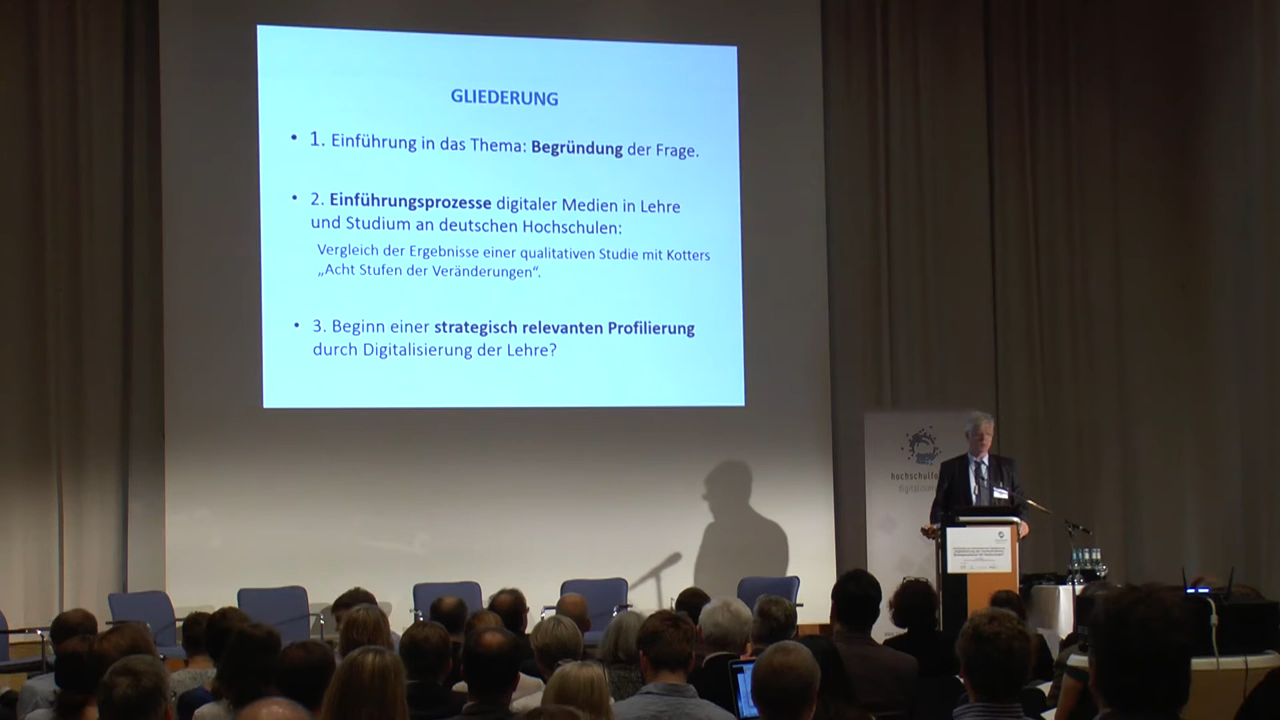 GLIEDERUNG
• 1. Einführung in das Thema: Begründung der Frage.
• 2. Einführungsprozesse digitaler Medien in Lehre
und Studium an deutschen Hochschulen:
Vergleich der Ergebnisse einer qualitativen Studie mit Kotters
„Acht Stufen der Veränderungen“.
• 3. Beginn einer strategisch relevanten Profilierung
durch Digitalisierung der Lehre?